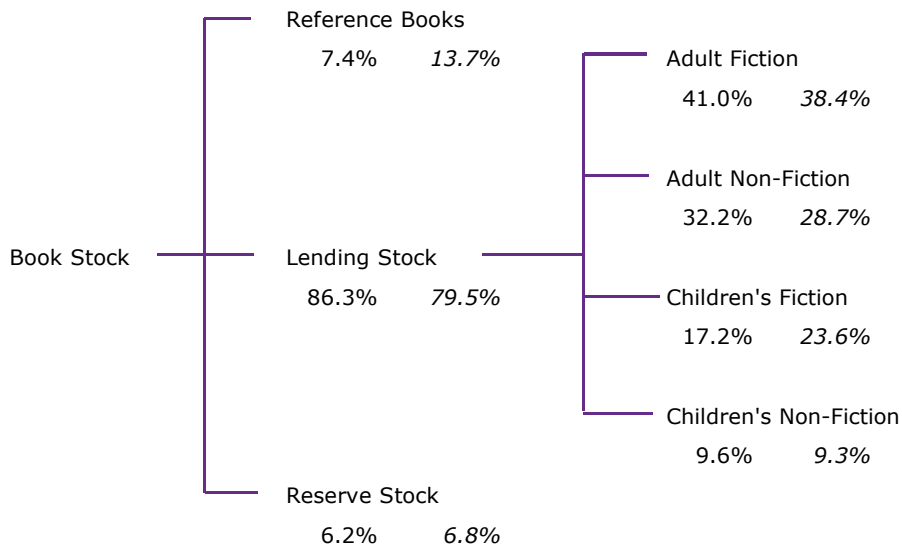 Book Stock
Reference Books
7.4% 13.7%
Lending Stock
86.3% 79.5%
Reserve Stock
6.2% 6.8%
Adult Fiction
41.0% 38.4%
Adult Non-Fiction
32.2% 28.7%
Children's Fiction
17.2% 23.6%
Children's Non-Fiction
9.6% 9.3%